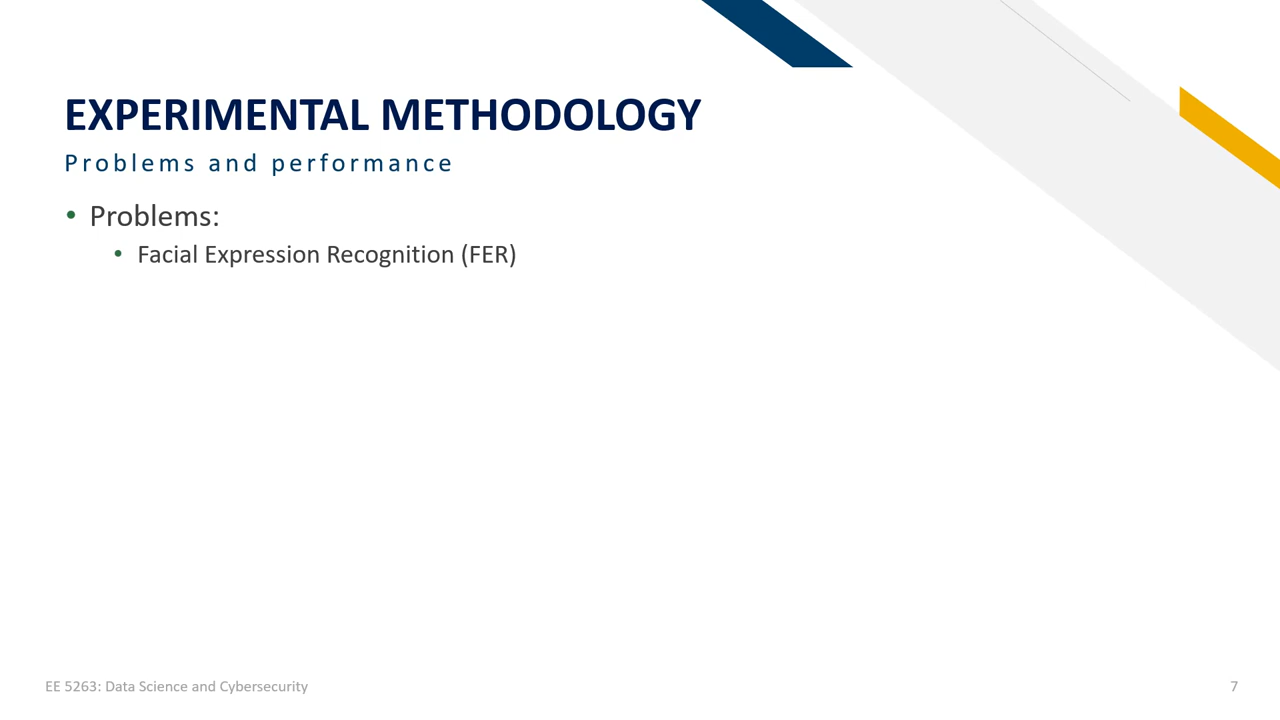 EXPERIMENTAL METHODOLOGY
Problems and performance
• Problems:
• Facial Expression Recognition (FER)
EE 5263: Data Science and Cybersecurity
7